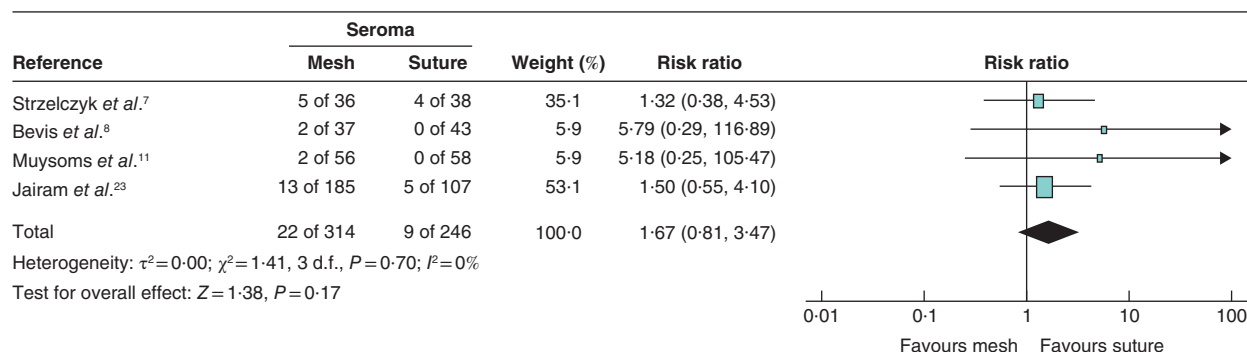 Seroma
Reference Mesh Suture Weight (%) Risk ratio Risk ratio
Strzelczyk et al.⁷ 5 of 36 4 of 38 35·1 1·32 (0·38, 4·53)
Bevis et al.⁸ 2 of 37 0 of 43 5·9 5·79 (0·29, 116·89)
Muysoms et al.¹¹ 2 of 56 0 of 58 5·9 5·18 (0·25, 105·47)
Jairam et al.²³ 13 of 185 5 of 107 53·1 1·50 (0·55, 4·10)
Total 22 of 314 9 of 246 100·0 1·67 (0·81, 3·47)
Heterogeneity: τ²=0·00; χ²=1·41, 3 d.f., P=0·70; I²=0%
Test for overall effect: Z=1·38, P=0·17
0·01 0·1 1 10 100
Favours mesh Favours suture